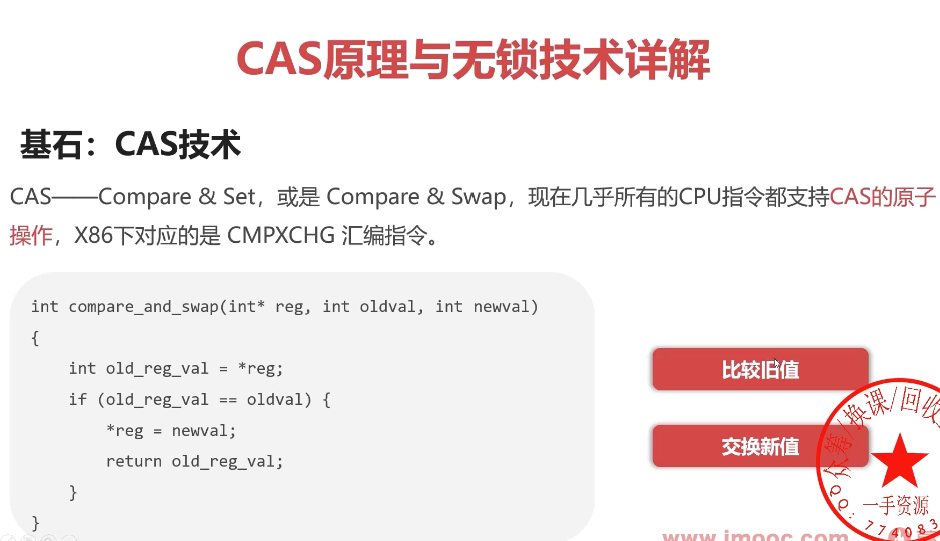 CAS原理与无锁技术详解
基石：CAS技术
CAS——Compare & Set，或是 Compare & Swap，现在几乎所有的CPU指令都支持CAS的原子
操作，X86下对应的是 CMPXCHG 汇编指令。
int compare_and_swap(int* reg, int oldval, int newval)
{
    int old_reg_val = *reg;
    if (old_reg_val == oldval) {
        *reg = newval;
        return old_reg_val;
    }
}
比较旧值
交换新值
众筹/换课/回收
一手资源
QQ：774083
www.imooc.com